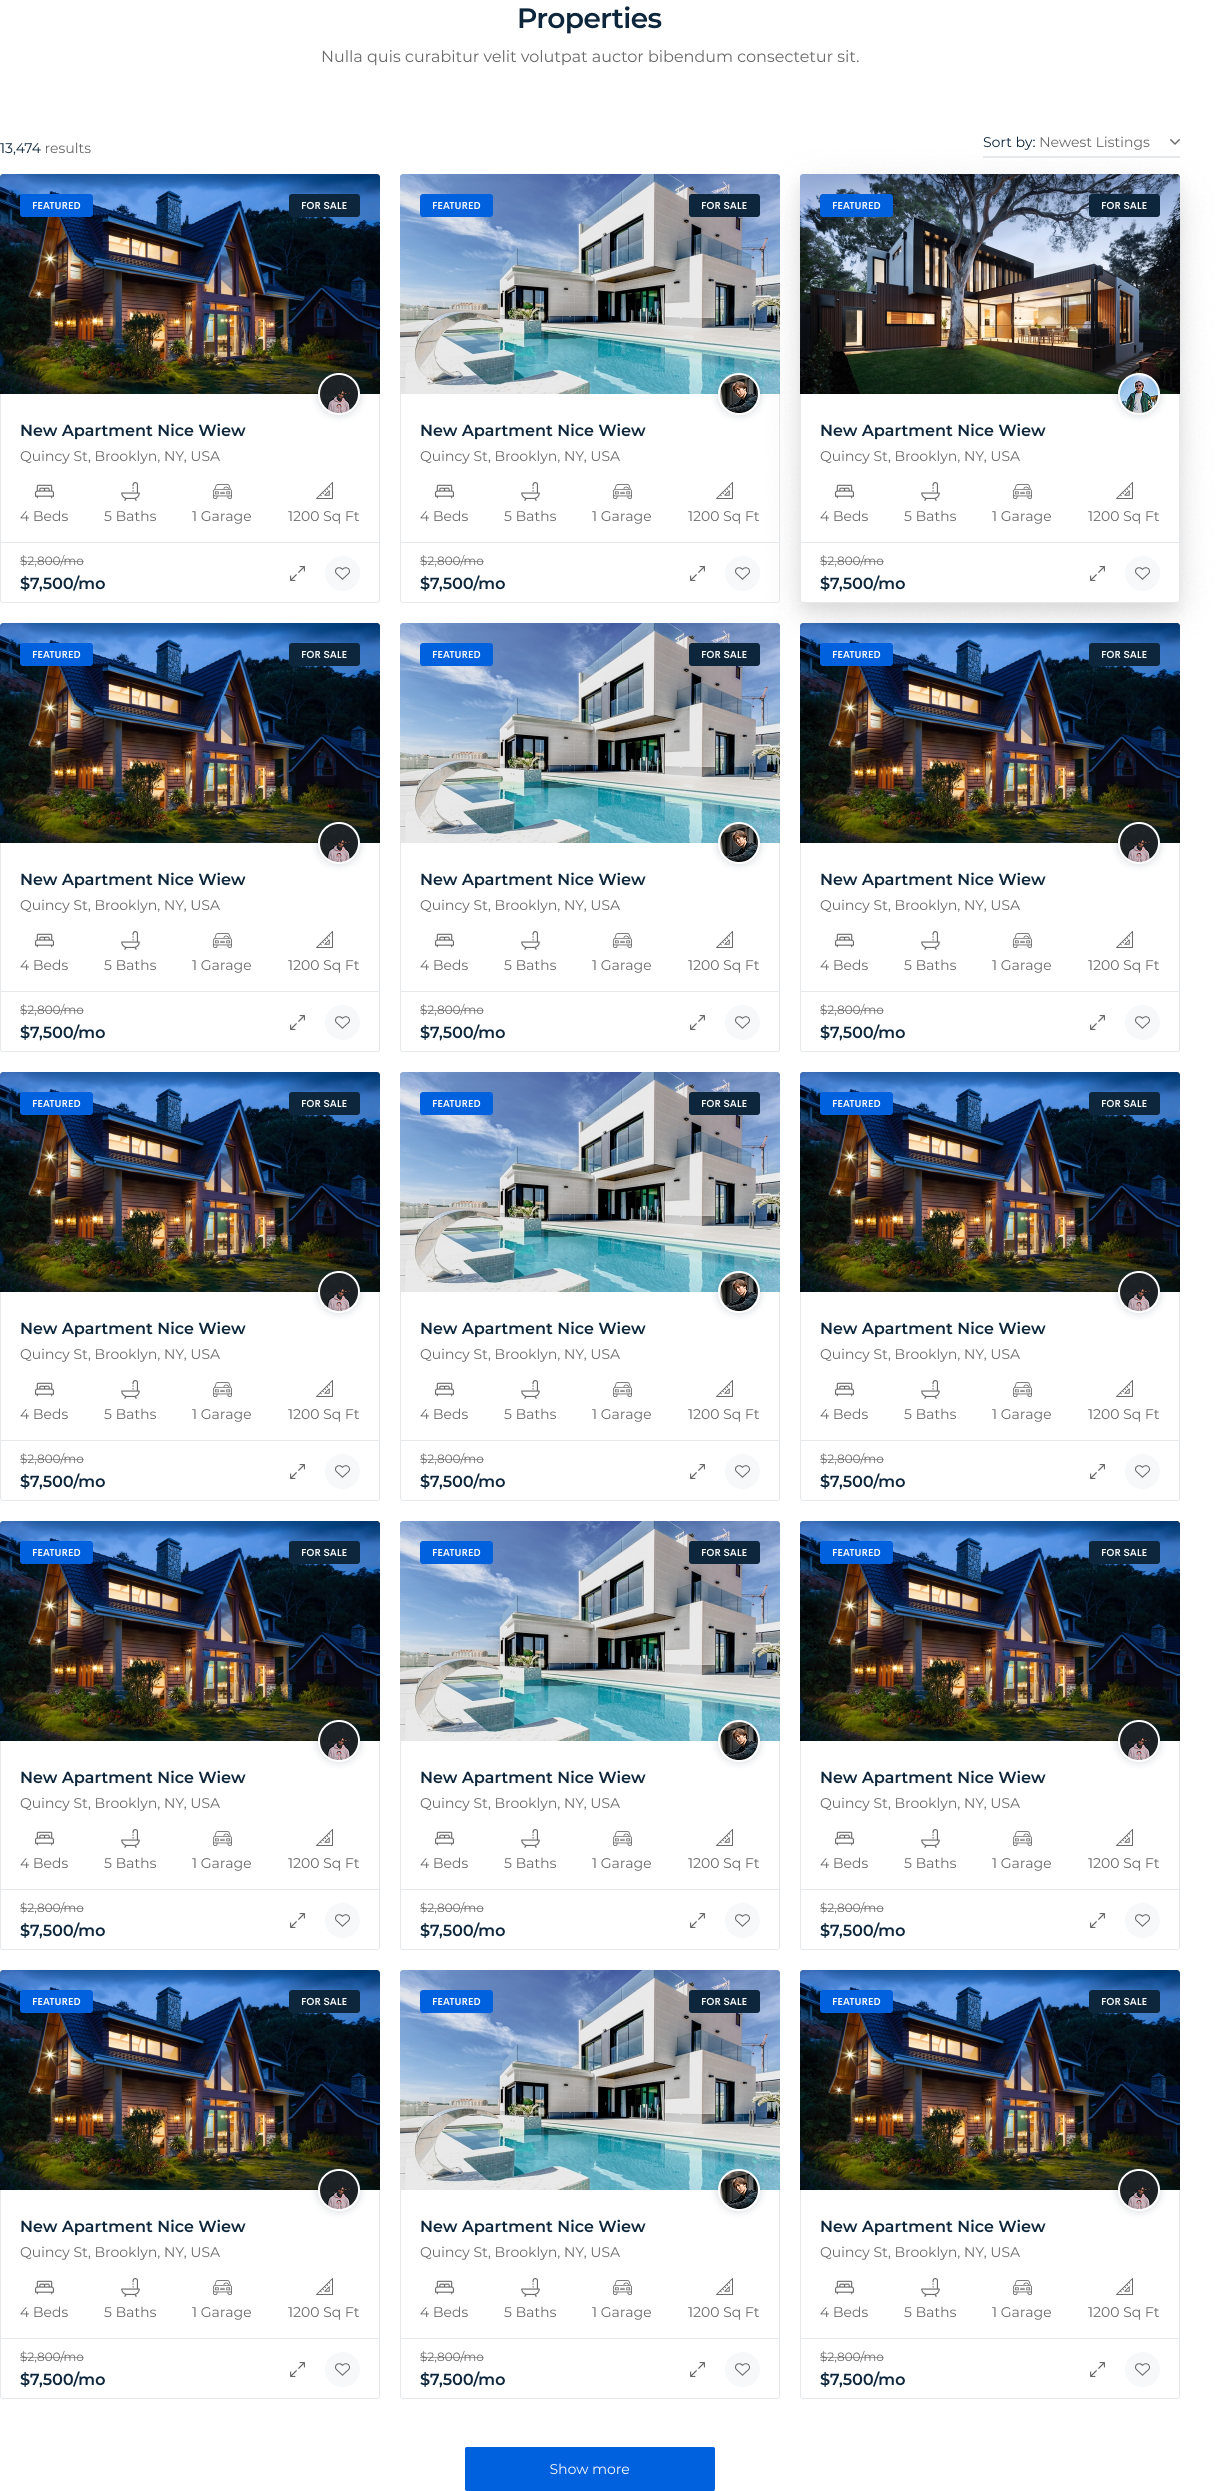 Properties
Nulla quis curabitur velit volutpat auctor bibendum consectetur sit.
13,474 results
Sort by: Newest Listings
FEATURED FOR SALE FEATURED FOR SALE FEATURED FOR SALE
New Apartment Nice Wiew New Apartment Nice Wiew New Apartment Nice Wiew
Quincy St, Brooklyn, NY, USA Quincy St, Brooklyn, NY, USA Quincy St, Brooklyn, NY, USA
4 Beds 5 Baths 1 Garage 1200 Sq Ft 4 Beds 5 Baths 1 Garage 1200 Sq Ft 4 Beds 5 Baths 1 Garage 1200 Sq Ft
$2,800/mo $2,800/mo $2,800/mo
$7,500/mo $7,500/mo $7,500/mo
FEATURED FOR SALE FEATURED FOR SALE FEATURED FOR SALE
New Apartment Nice Wiew New Apartment Nice Wiew New Apartment Nice Wiew
Quincy St, Brooklyn, NY, USA Quincy St, Brooklyn, NY, USA Quincy St, Brooklyn, NY, USA
4 Beds 5 Baths 1 Garage 1200 Sq Ft 4 Beds 5 Baths 1 Garage 1200 Sq Ft 4 Beds 5 Baths 1 Garage 1200 Sq Ft
$2,800/mo $2,800/mo $2,800/mo
$7,500/mo $7,500/mo $7,500/mo
FEATURED FOR SALE FEATURED FOR SALE FEATURED FOR SALE
New Apartment Nice Wiew New Apartment Nice Wiew New Apartment Nice Wiew
Quincy St, Brooklyn, NY, USA Quincy St, Brooklyn, NY, USA Quincy St, Brooklyn, NY, USA
4 Beds 5 Baths 1 Garage 1200 Sq Ft 4 Beds 5 Baths 1 Garage 1200 Sq Ft 4 Beds 5 Baths 1 Garage 1200 Sq Ft
$2,800/mo $2,800/mo $2,800/mo
$7,500/mo $7,500/mo $7,500/mo
FEATURED FOR SALE FEATURED FOR SALE FEATURED FOR SALE
New Apartment Nice Wiew New Apartment Nice Wiew New Apartment Nice Wiew
Quincy St, Brooklyn, NY, USA Quincy St, Brooklyn, NY, USA Quincy St, Brooklyn, NY, USA
4 Beds 5 Baths 1 Garage 1200 Sq Ft 4 Beds 5 Baths 1 Garage 1200 Sq Ft 4 Beds 5 Baths 1 Garage 1200 Sq Ft
$2,800/mo $2,800/mo $2,800/mo
$7,500/mo $7,500/mo $7,500/mo
FEATURED FOR SALE FEATURED FOR SALE FEATURED FOR SALE
New Apartment Nice Wiew New Apartment Nice Wiew New Apartment Nice Wiew
Quincy St, Brooklyn, NY, USA Quincy St, Brooklyn, NY, USA Quincy St, Brooklyn, NY, USA
4 Beds 5 Baths 1 Garage 1200 Sq Ft 4 Beds 5 Baths 1 Garage 1200 Sq Ft 4 Beds 5 Baths 1 Garage 1200 Sq Ft
$2,800/mo $2,800/mo $2,800/mo
$7,500/mo $7,500/mo $7,500/mo
Show more